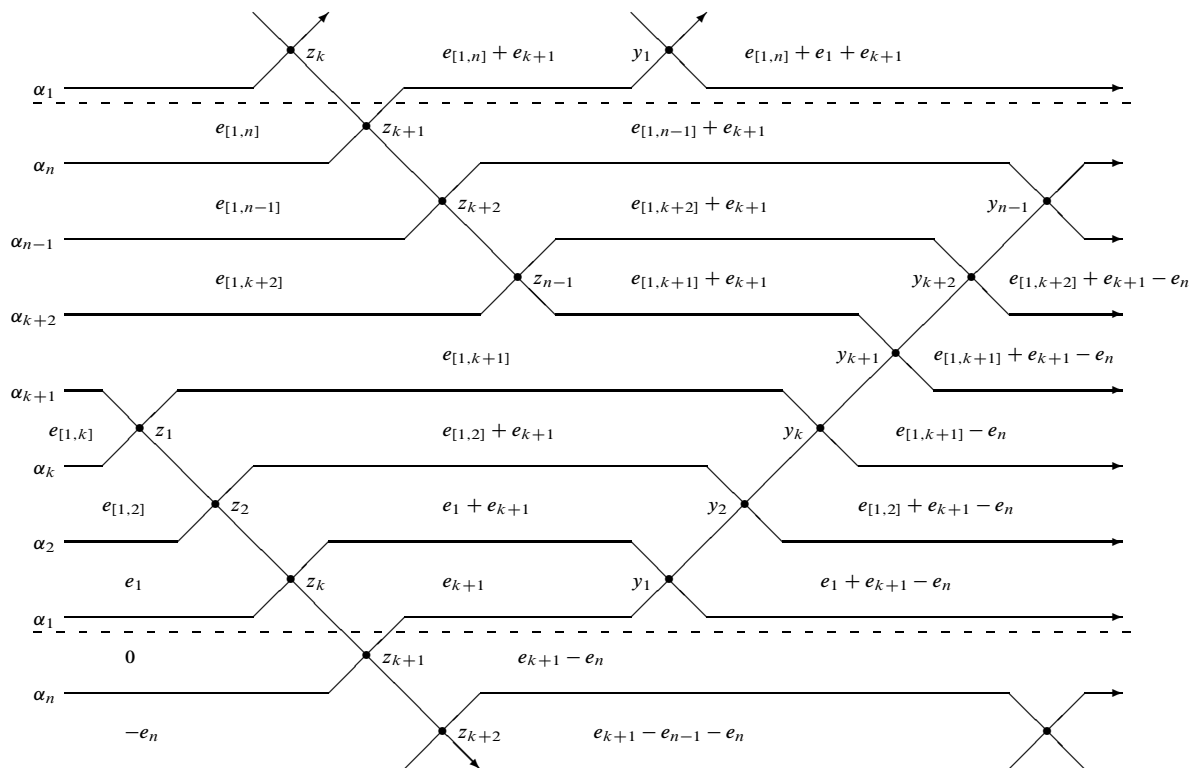 z_k e_{[1,n]} + e_{k+1} y_1 e_{[1,n]} + e_1 + e_{k+1}
α_1
e_{[1,n]} z_{k+1} e_{[1,n−1]} + e_{k+1}
α_n
e_{[1,n−1]} z_{k+2} e_{[1,k+2]} + e_{k+1} y_{n−1}
α_{n−1}
e_{[1,k+2]} z_{n−1} e_{[1,k+1]} + e_{k+1} y_{k+2} e_{[1,k+2]} + e_{k+1} − e_n
α_{k+2}
e_{[1,k+1]} y_{k+1} e_{[1,k+1]} + e_{k+1} − e_n
α_{k+1}
e_{[1,k]} z_1 e_{[1,2]} + e_{k+1} y_k e_{[1,k+1]} − e_n
α_k
e_{[1,2]} z_2 e_1 + e_{k+1} y_2 e_{[1,2]} + e_{k+1} − e_n
α_2
e_1 z_k e_{k+1} y_1 e_1 + e_{k+1} − e_n
α_1
0 z_{k+1} e_{k+1} − e_n
α_n
−e_n z_{k+2} e_{k+1} − e_{n−1} − e_n